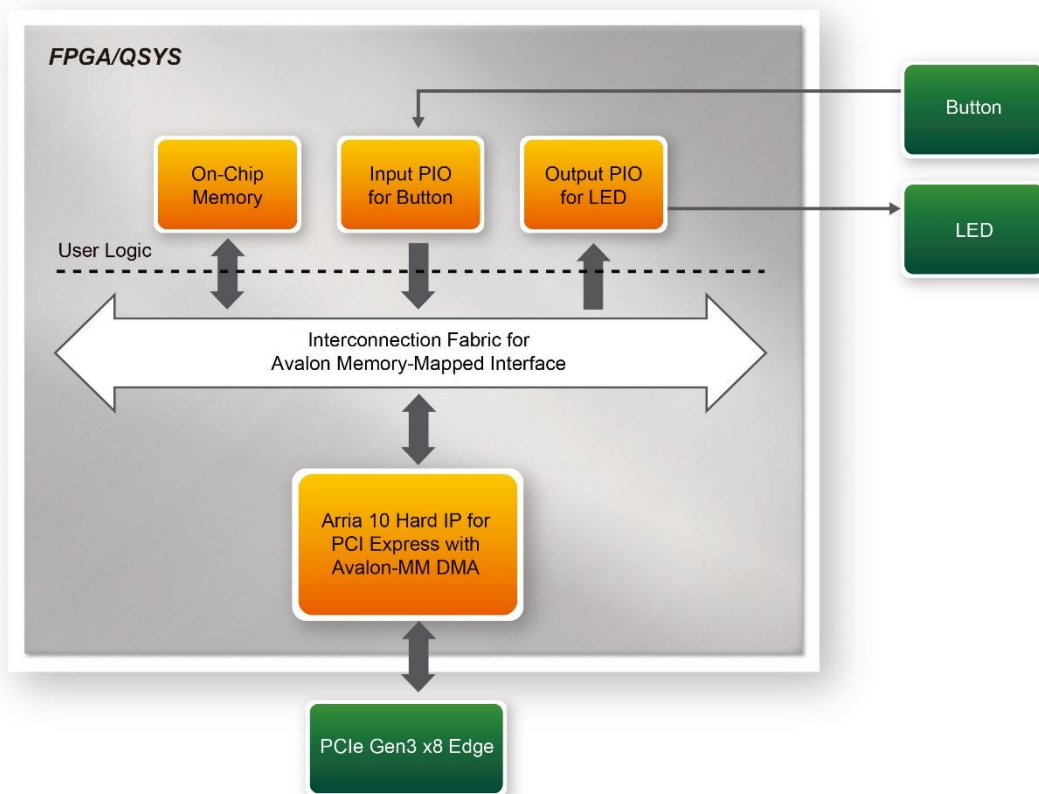 FPGA/QSYS
Button
On-Chip
Memory
Input PIO
for Button
Output PIO
for LED
LED
User Logic
Interconnection Fabric for
Avalon Memory-Mapped Interface
Arria 10 Hard IP for
PCI Express with
Avalon-MM DMA
PCIe Gen3 x8 Edge